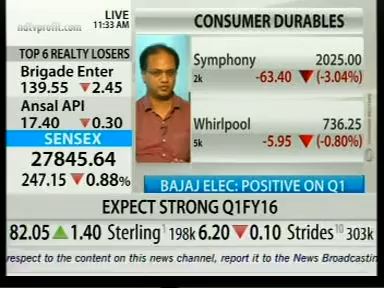 ndtvprofit.com
LIVE
11:33 AM
CONSUMER DURABLES
TOP 6 REALTY LOSERS
Brigade Enter
139.55 ▼ 2.45
Ansal API
17.40 ▼ 0.30
SENSEX
27845.64
247.15 ▼ 0.88%
Symphony 2025.00
2k -63.40 ▼ (-3.04%)
Whirlpool 736.25
5k -5.95 ▼ (-0.80%)
BAJAJ ELEC: POSITIVE ON Q1
EXPECT STRONG Q1FY16
82.05 ▲ 1.40 Sterling 1 198k 6.20 ▼ 0.10 Strides 10 303k
respect to the content on this news channel, report it to the News Broadcasting